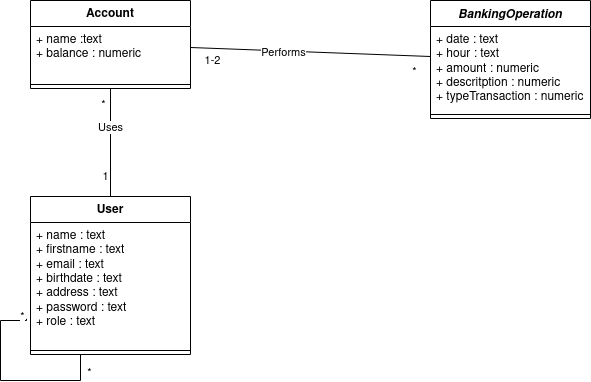 Account
+ name :text
+ balance : numeric
BankingOperation
+ date : text
+ hour : text
+ amount : numeric
+ descritption : numeric
+ typeTransaction : numeric
Performs
1-2
*
*
Uses
1
User
+ name : text
+ firstname : text
+ email : text
+ birthdate : text
+ address : text
+ password : text
+ role : text
*
*